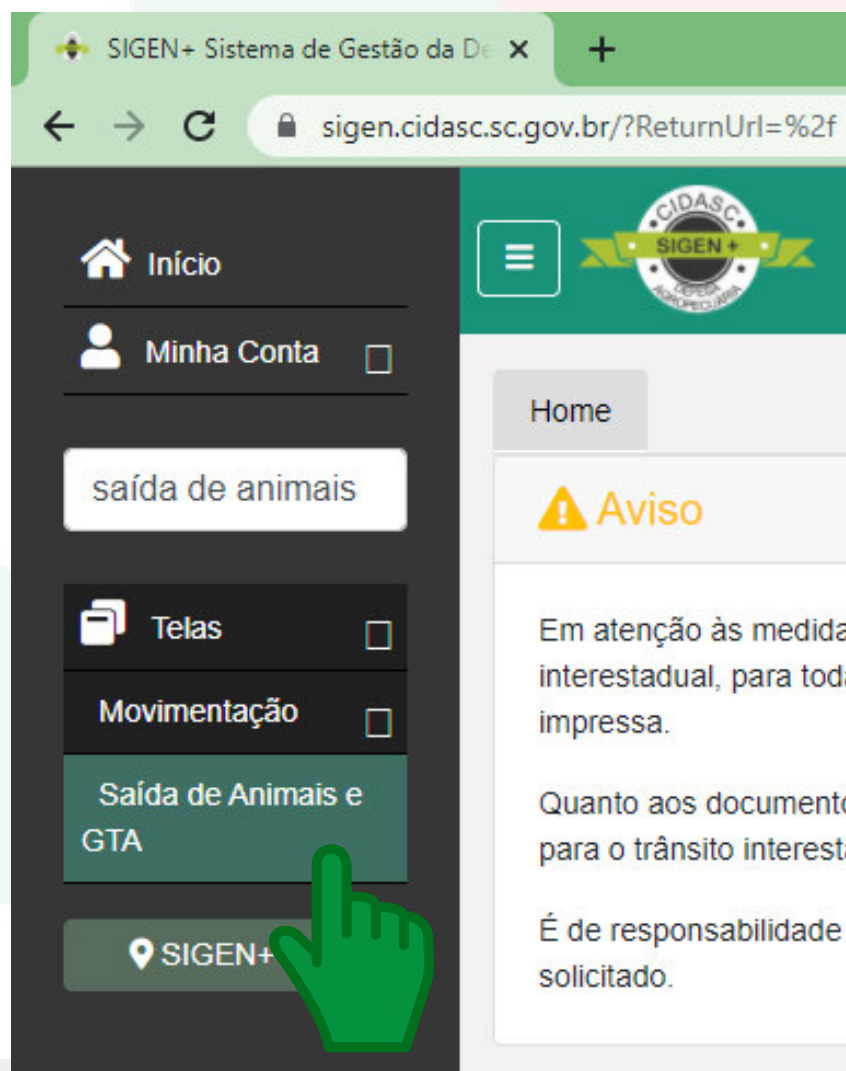 SIGEN+ Sistema de Gestão da De
sigen.cidasc.sc.gov.br/?ReturnUrl=%2f
Início
Minha Conta
saída de animais
Telas
Movimentação
Saída de Animais e
GTA
SIGEN+
CIDASC
SIGEN +
DEFESA
AGROPECUÁRIA
Home
Aviso
Em atenção às medida
interestadual, para toda
impressa.
Quanto aos documento
para o trânsito interesta
É de responsabilidade
solicitado.